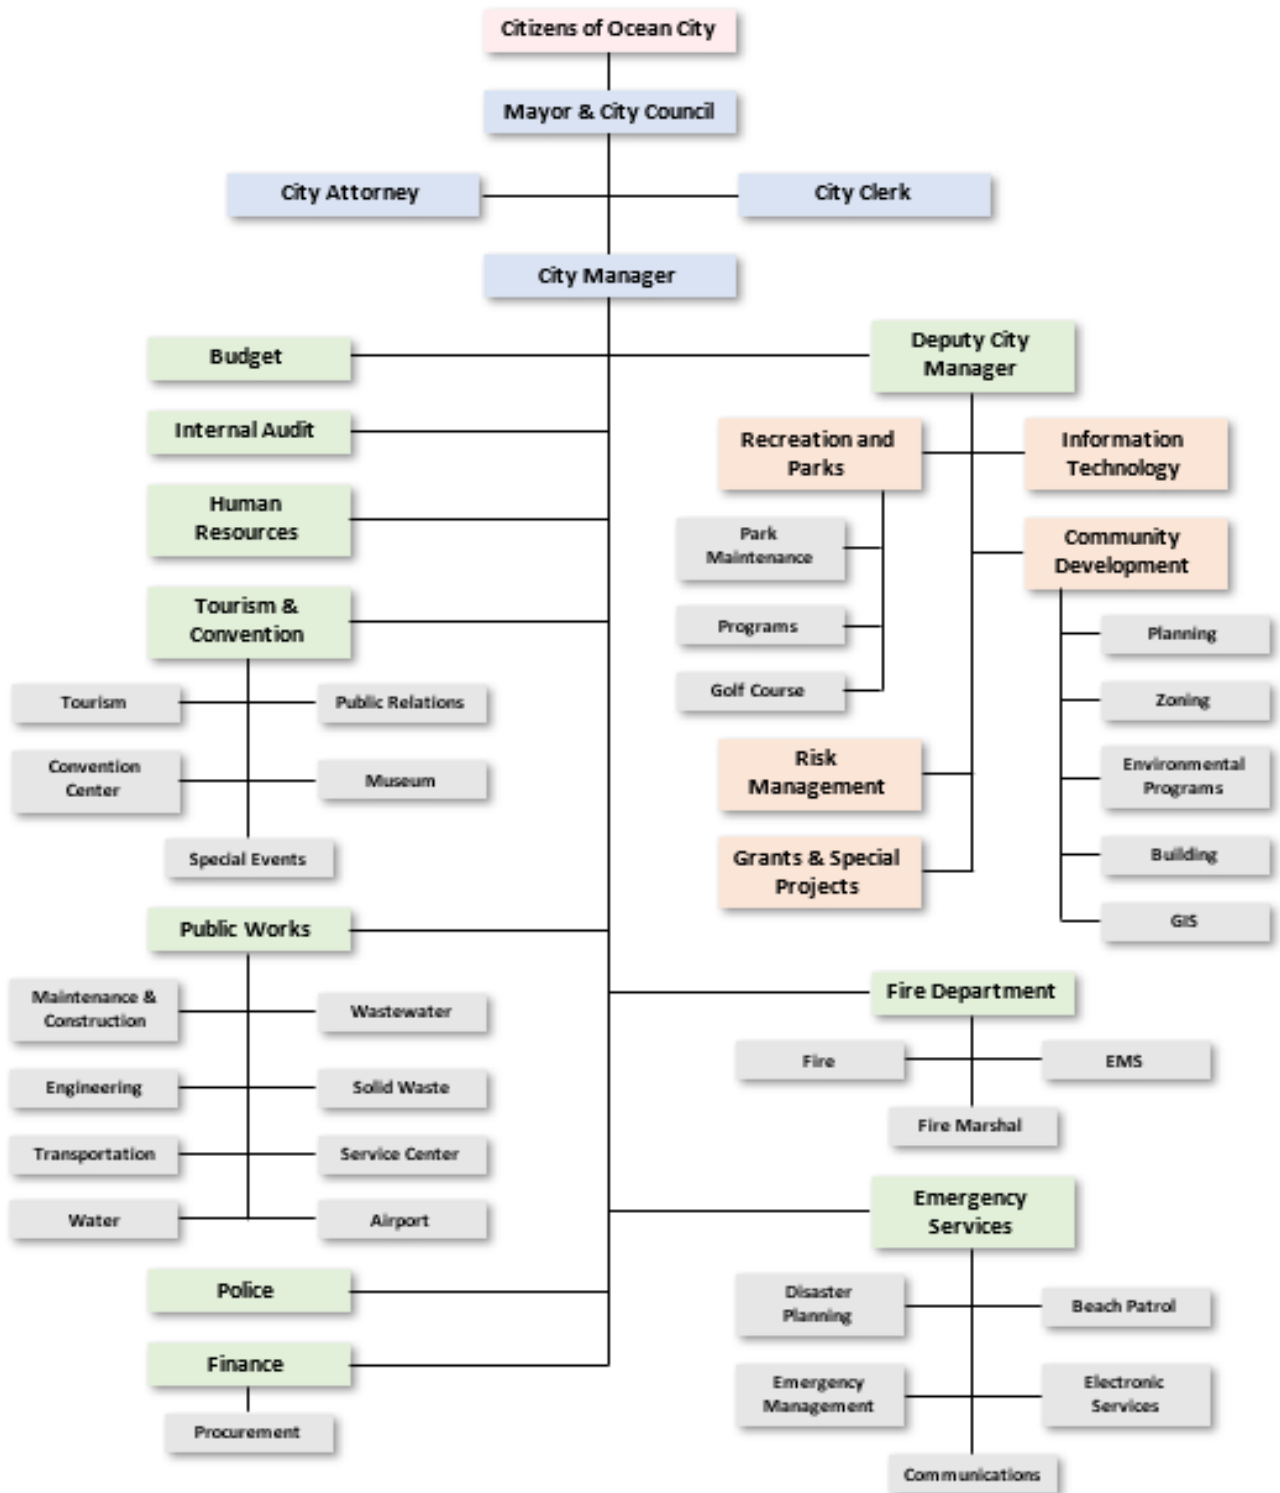 Citizens of Ocean City
Mayor & City Council
City Attorney
City Clerk
City Manager
Budget
Deputy City
Manager
Internal Audit
Human
Resources
Tourism &
Convention
Tourism
Public Relations
Convention
Center
Museum
Special Events
Recreation and
Parks
Information
Technology
Park
Maintenance
Programs
Golf Course
Community
Development
Planning
Zoning
Environmental
Programs
Building
GIS
Risk
Management
Grants & Special
Projects
Public Works
Maintenance &
Construction
Wastewater
Engineering
Solid Waste
Transportation
Service Center
Water
Airport
Fire Department
Fire
EMS
Fire Marshal
Police
Finance
Procurement
Emergency
Services
Disaster
Planning
Beach Patrol
Emergency
Management
Electronic
Services
Communications